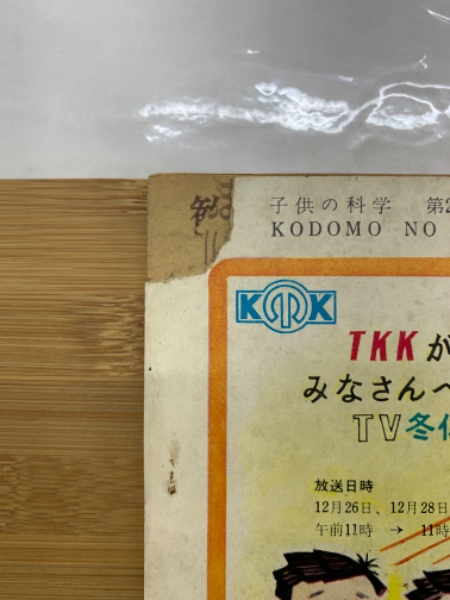 11
子供の科学 第2
KODOMO NO
KTK
TKKが
みなさんへ
TV冬休
放送日時
12月26日、12月28日
午前11時 → 11時